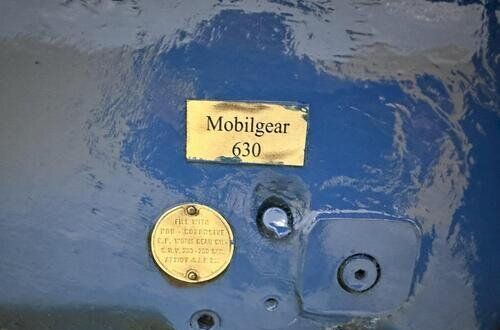 Mobilgear
630
FILL WITH
NON - CORROSIVE
E.P. WORM GEAR OIL